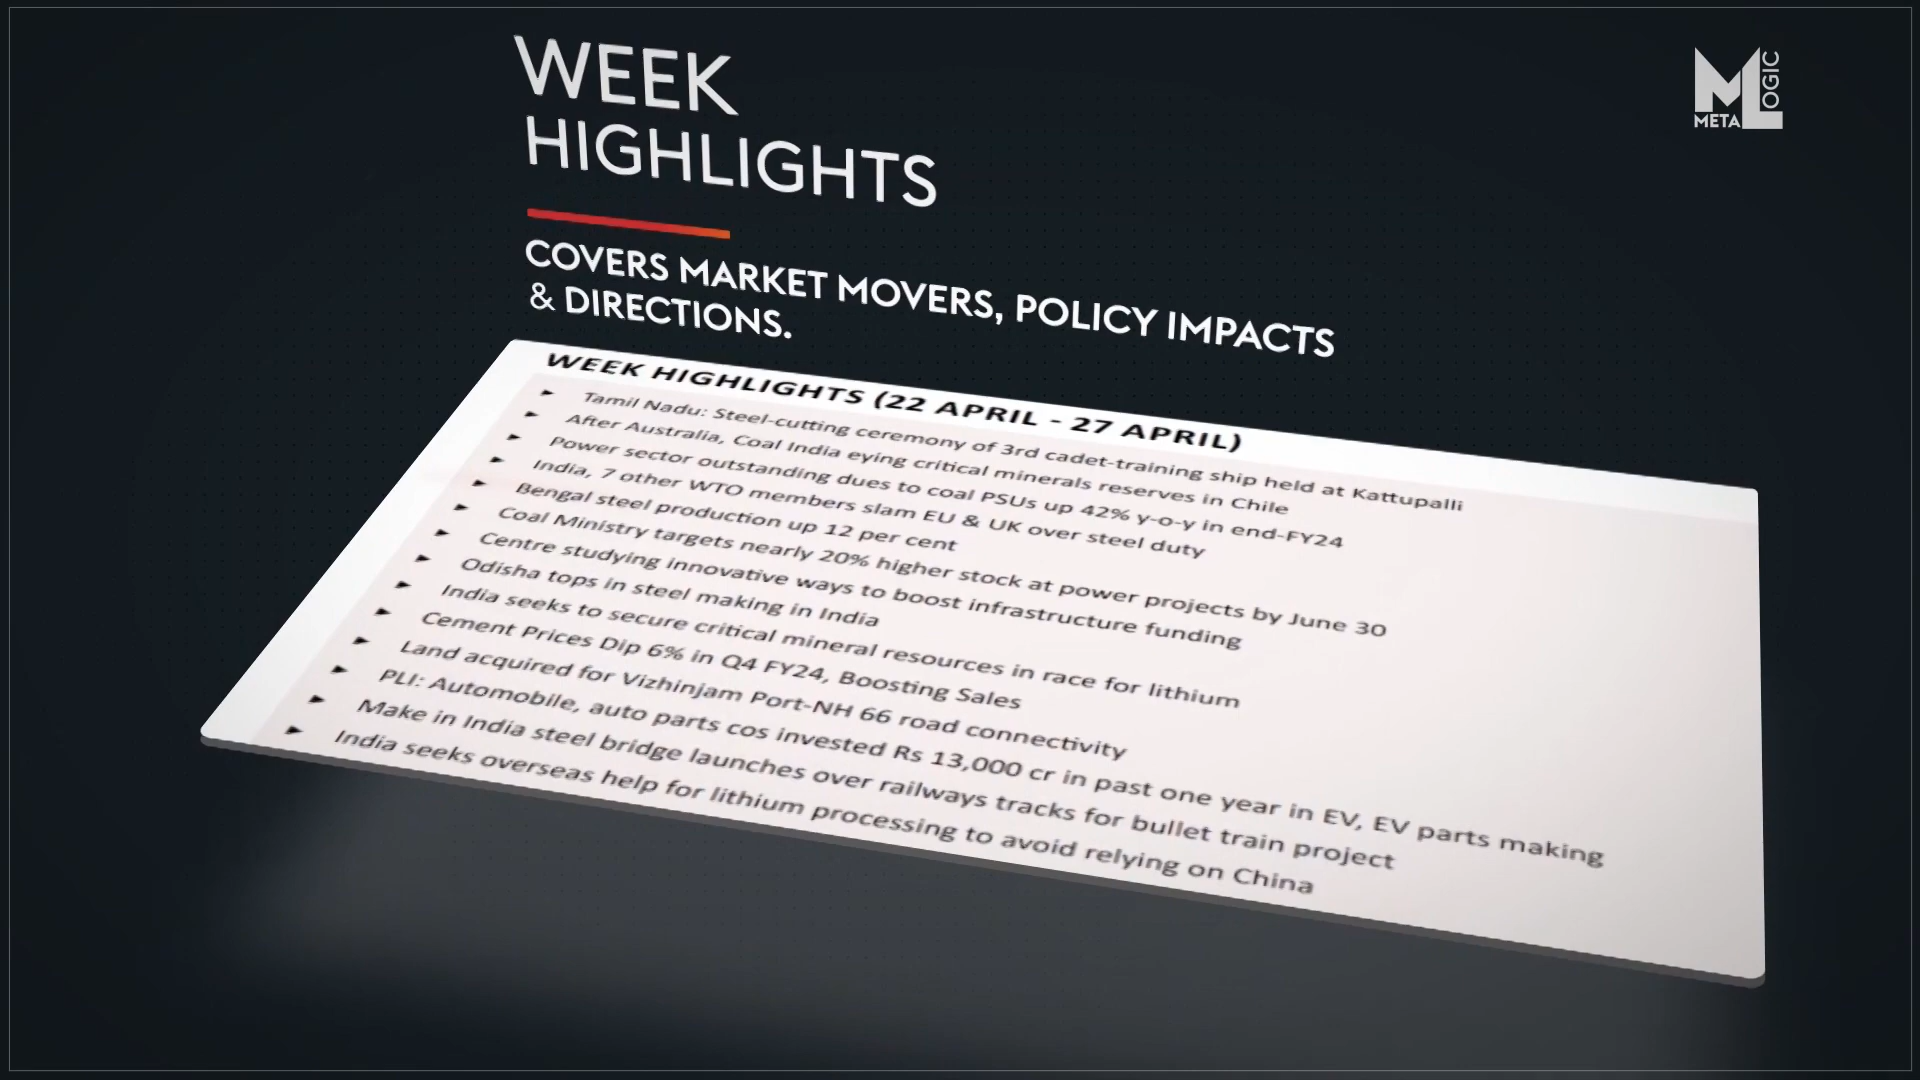 WEEK
HIGHLIGHTS
COVERS MARKET MOVERS, POLICY IMPACTS
& DIRECTIONS.
META
LOGIC
WEEK HIGHLIGHTS (22 APRIL - 27 APRIL)
► Tamil Nadu: Steel-cutting ceremony of 3rd cadet-training ship held at Kattupalli
► After Australia, Coal India eying critical minerals reserves in Chile
► Power sector outstanding dues to coal PSUs up 42% y-o-y in end-FY24
► India, 7 other WTO members slam EU & UK over steel duty
► Bengal steel production up 12 per cent
► Coal Ministry targets nearly 20% higher stock at power projects by June 30
► Centre studying innovative ways to boost infrastructure funding
► Odisha tops in steel making in India
► India seeks to secure critical mineral resources in race for lithium
► Cement Prices Dip 6% in Q4 FY24, Boosting Sales
► Land acquired for Vizhinjam Port-NH 66 road connectivity
► PLI: Automobile, auto parts cos invested Rs 13,000 cr in past one year in EV, EV parts making
► Make in India steel bridge launches over railways tracks for bullet train project
► India seeks overseas help for lithium processing to avoid relying on China